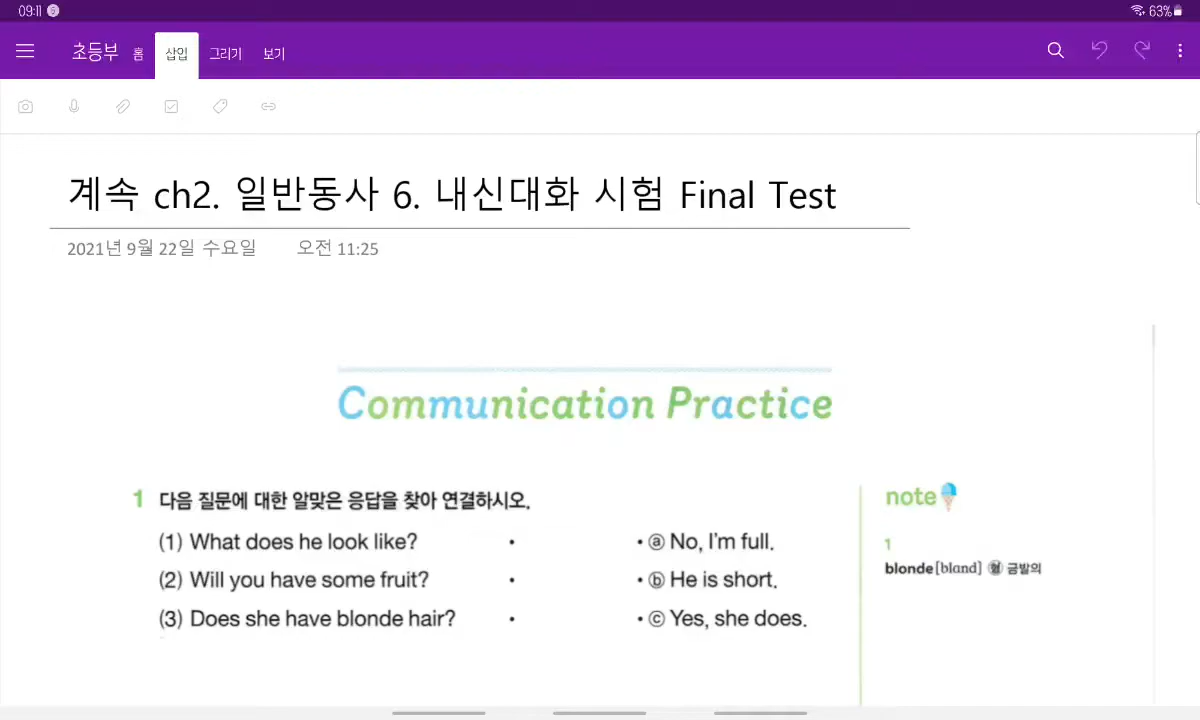 09:11
63%
초등부 홈 삽입 그리기 보기
계속 ch2. 일반동사 6. 내신대화 시험 Final Test
2021년 9월 22일 수요일 오전 11:25
Communication Practice
1 다음 질문에 대한 알맞은 응답을 찾아 연결하시오.
(1) What does he look like? • • ⓐ No, I'm full.
(2) Will you have some fruit? • • ⓑ He is short.
(3) Does she have blonde hair? • • ⓒ Yes, she does.
note
1
blonde[bland] 형 금발의